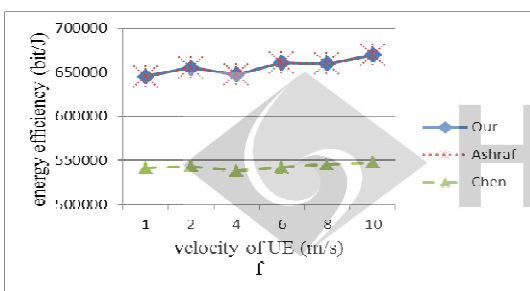 700000
650000
600000
550000
500000
energy efficiency (bit/J)
1 2 4 6 8 10
velocity of UE (m/s)
f
Our
Ashraf
Chen
H